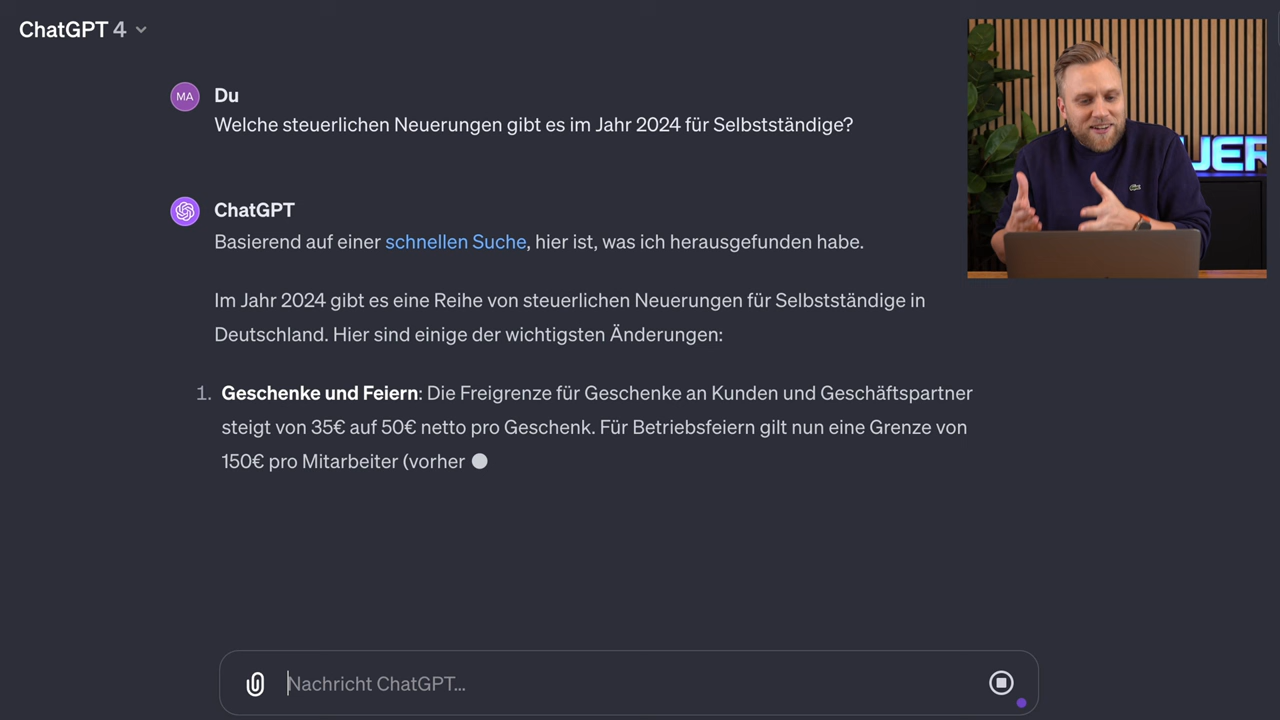 ChatGPT 4
MA
Du
Welche steuerlichen Neuerungen gibt es im Jahr 2024 für Selbstständige?
UER
ChatGPT
Basierend auf einer schnellen Suche, hier ist, was ich herausgefunden habe.
Im Jahr 2024 gibt es eine Reihe von steuerlichen Neuerungen für Selbstständige in
Deutschland. Hier sind einige der wichtigsten Änderungen:
1. Geschenke und Feiern: Die Freigrenze für Geschenke an Kunden und Geschäftspartner
steigt von 35€ auf 50€ netto pro Geschenk. Für Betriebsfeiern gilt nun eine Grenze von
150€ pro Mitarbeiter (vorher
Nachricht ChatGPT...